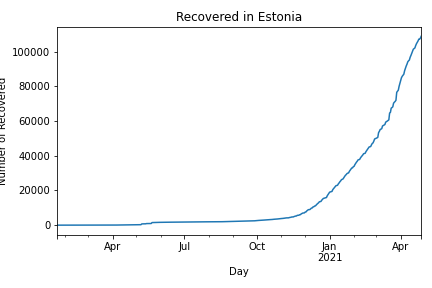 Recovered in Estonia
100000
80000
60000
40000
20000
0
Number of Recovered
Apr
Jul
Oct
Jan
2021
Apr
Day